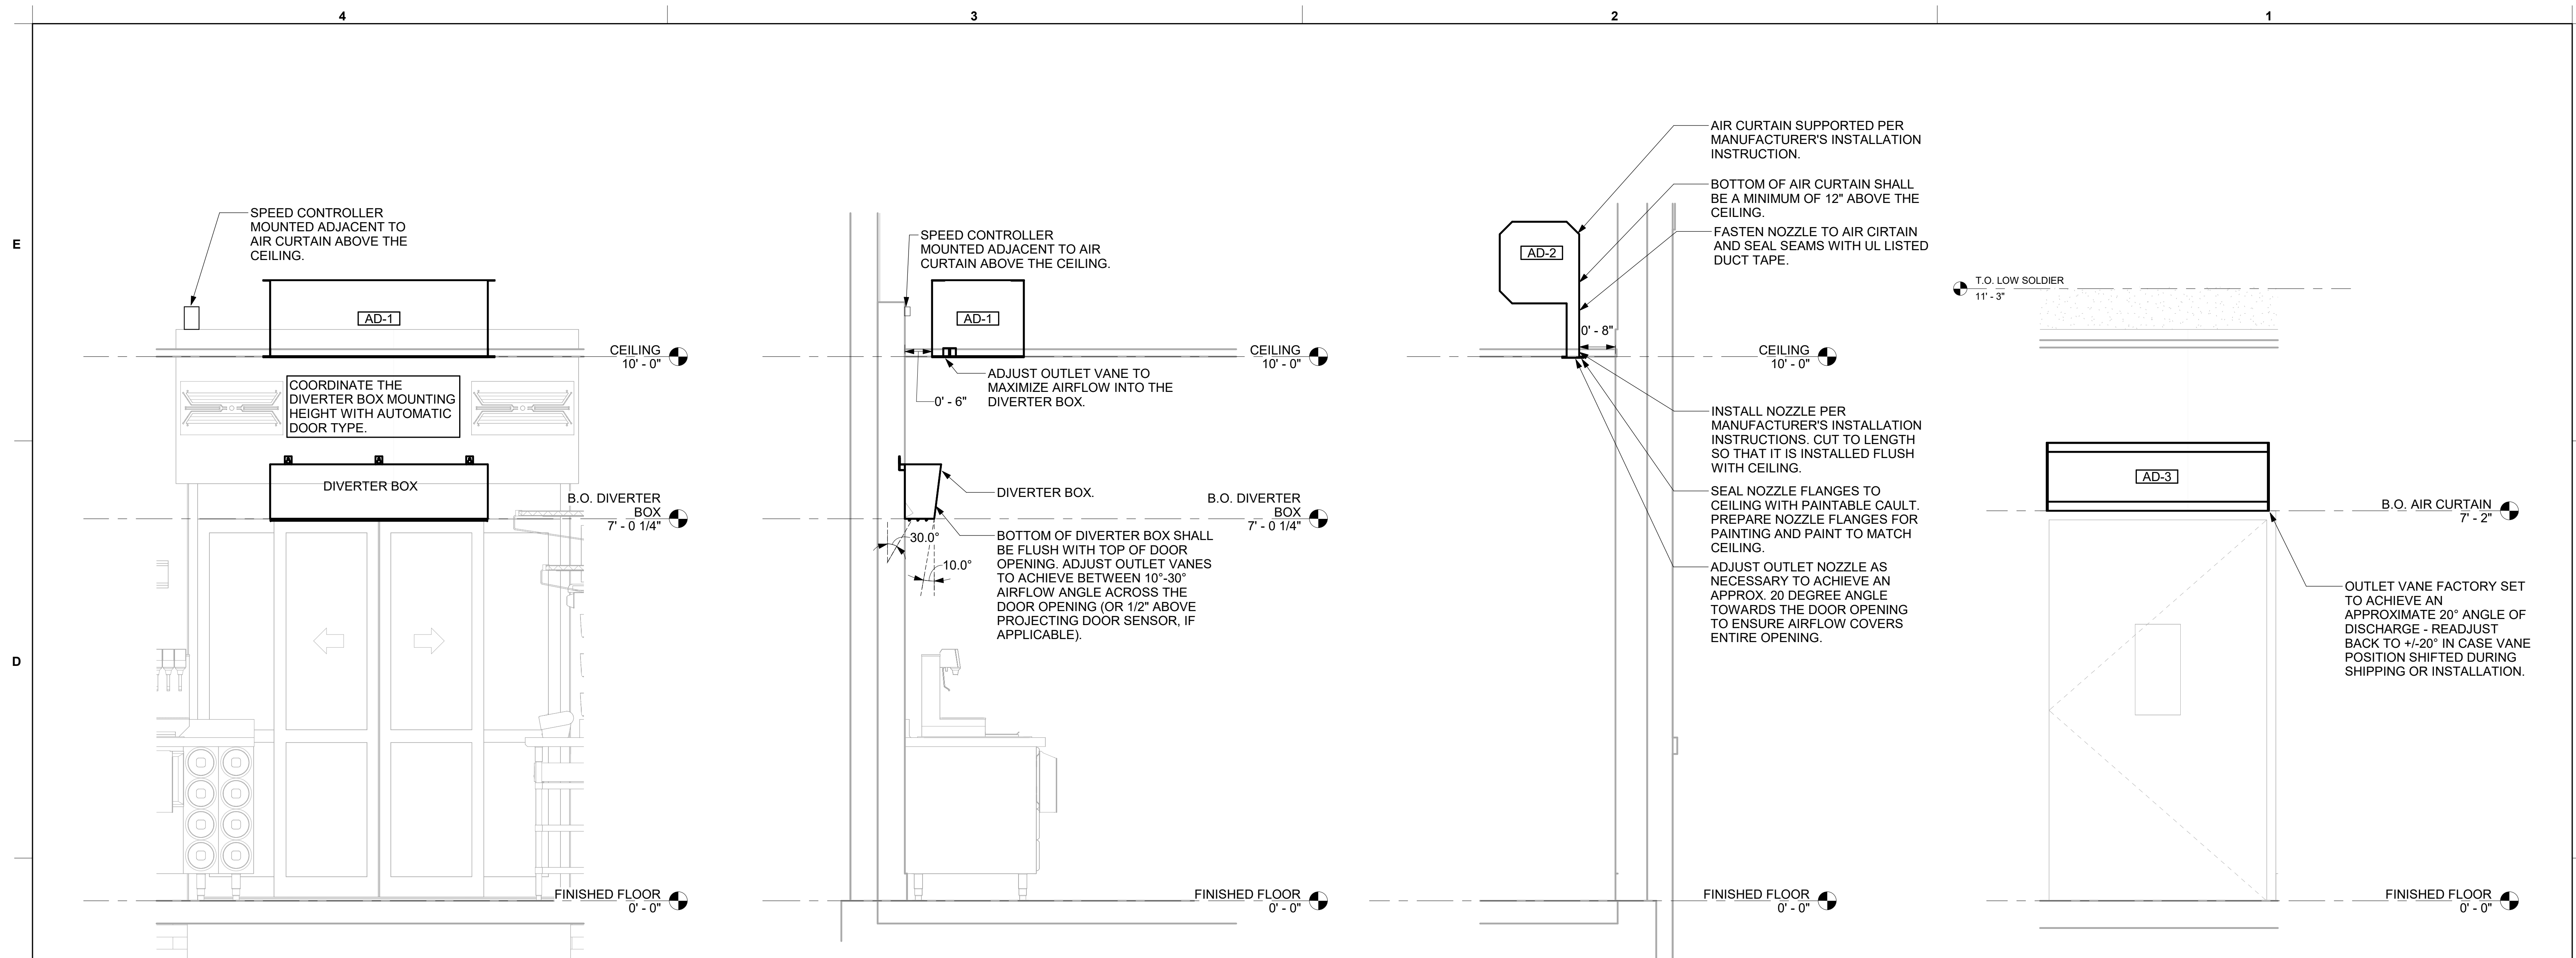 4
3
2
1
E
D
SPEED CONTROLLER
MOUNTED ADJACENT TO
AIR CURTAIN ABOVE THE
CEILING.
AD-1
CEILING
10' - 0"
COORDINATE THE
DIVERTER BOX MOUNTING
HEIGHT WITH AUTOMATIC
DOOR TYPE.
DIVERTER BOX
B.O. DIVERTER
BOX
7' - 0 1/4"
FINISHED FLOOR
0' - 0"
SPEED CONTROLLER
MOUNTED ADJACENT TO AIR
CURTAIN ABOVE THE CEILING.
AD-1
CEILING
10' - 0"
ADJUST OUTLET VANE TO
MAXIMIZE AIRFLOW INTO THE
DIVERTER BOX.
0' - 6"
DIVERTER BOX.
B.O. DIVERTER
BOX
7' - 0 1/4"
30.0°
10.0°
BOTTOM OF DIVERTER BOX SHALL
BE FLUSH WITH TOP OF DOOR
OPENING. ADJUST OUTLET VANES
TO ACHIEVE BETWEEN 10°-30°
AIRFLOW ANGLE ACROSS THE
DOOR OPENING (OR 1/2" ABOVE
PROJECTING DOOR SENSOR, IF
APPLICABLE).
FINISHED FLOOR
0' - 0"
AIR CURTAIN SUPPORTED PER
MANUFACTURER'S INSTALLATION
INSTRUCTION.
BOTTOM OF AIR CURTAIN SHALL
BE A MINIMUM OF 12" ABOVE THE
CEILING.
FASTEN NOZZLE TO AIR CIRTAIN
AND SEAL SEAMS WITH UL LISTED
DUCT TAPE.
AD-2
0' - 8"
CEILING
10' - 0"
INSTALL NOZZLE PER
MANUFACTURER'S INSTALLATION
INSTRUCTIONS. CUT TO LENGTH
SO THAT IT IS INSTALLED FLUSH
WITH CEILING.
SEAL NOZZLE FLANGES TO
CEILING WITH PAINTABLE CAULT.
PREPARE NOZZLE FLANGES FOR
PAINTING AND PAINT TO MATCH
CEILING.
ADJUST OUTLET NOZZLE AS
NECESSARY TO ACHIEVE AN
APPROX. 20 DEGREE ANGLE
TOWARDS THE DOOR OPENING
TO ENSURE AIRFLOW COVERS
ENTIRE OPENING.
FINISHED FLOOR
0' - 0"
T.O. LOW SOLDIER
11' - 3"
AD-3
B.O. AIR CURTAIN
7' - 2"
OUTLET VANE FACTORY SET
TO ACHIEVE AN
APPROXIMATE 20° ANGLE OF
DISCHARGE - READJUST
BACK TO +/-20° IN CASE VANE
POSITION SHIFTED DURING
SHIPPING OR INSTALLATION.
FINISHED FLOOR
0' - 0"